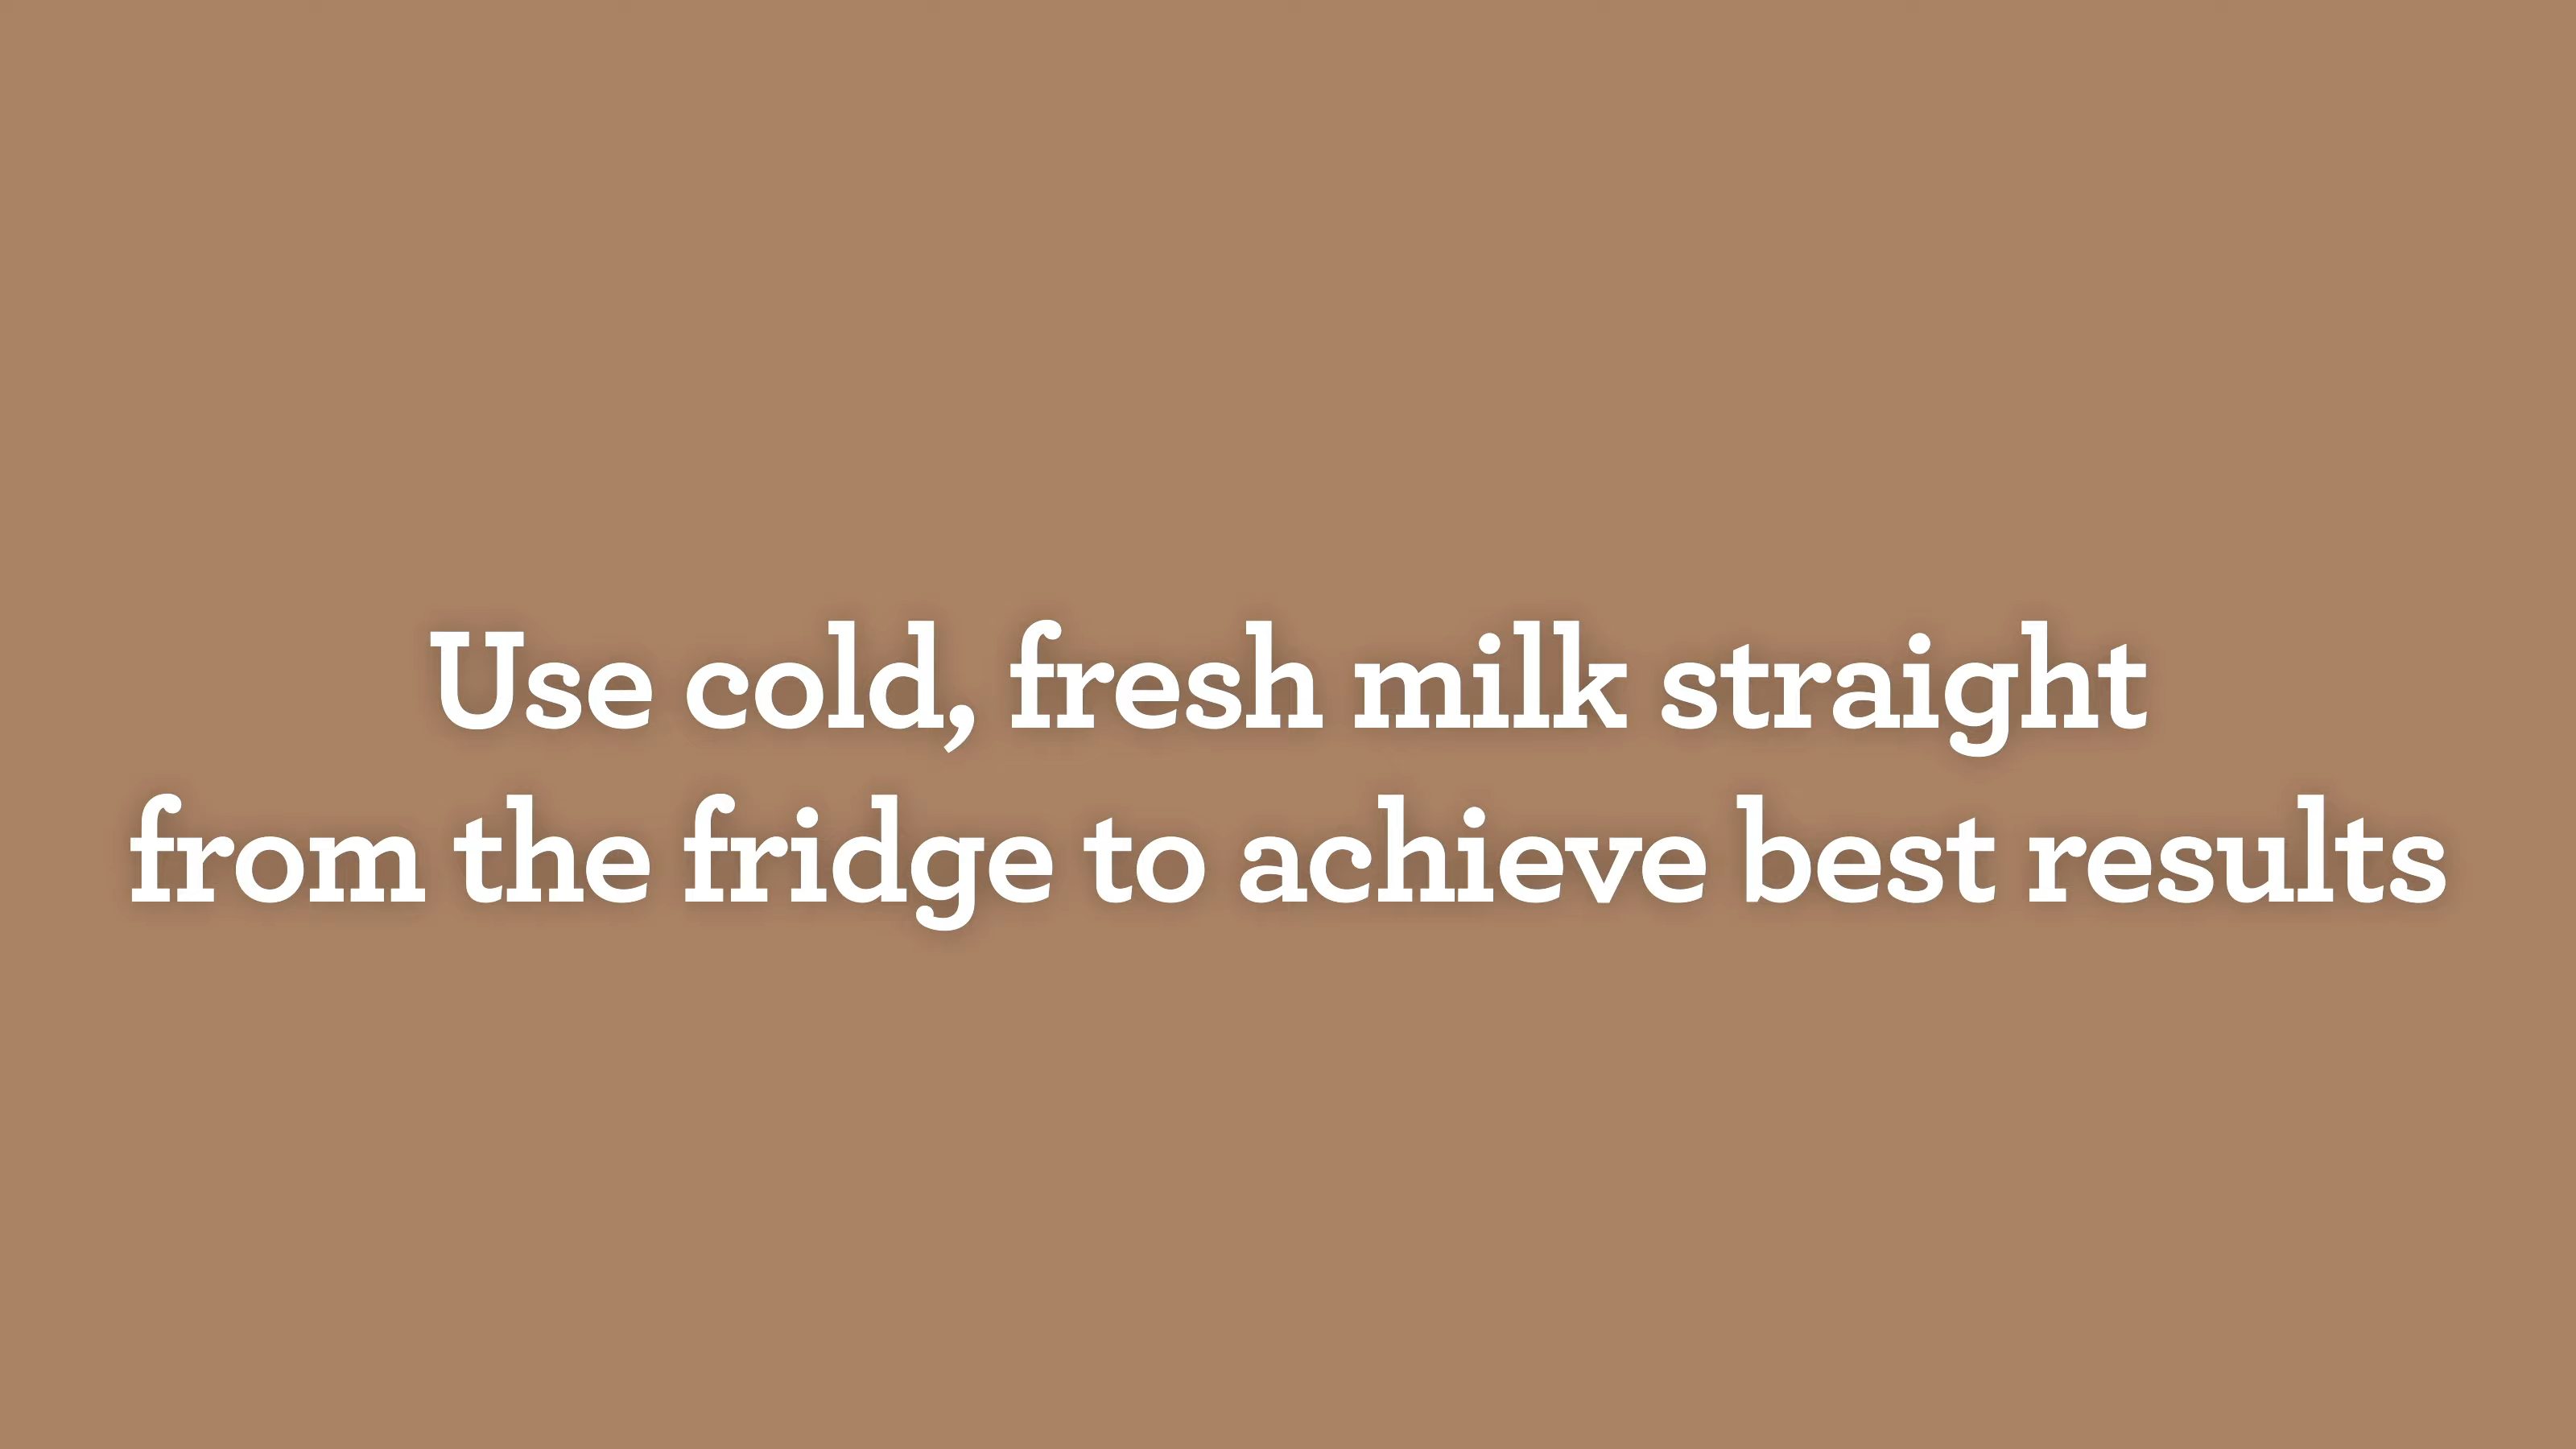 Use cold, fresh milk straight
from the fridge to achieve best results